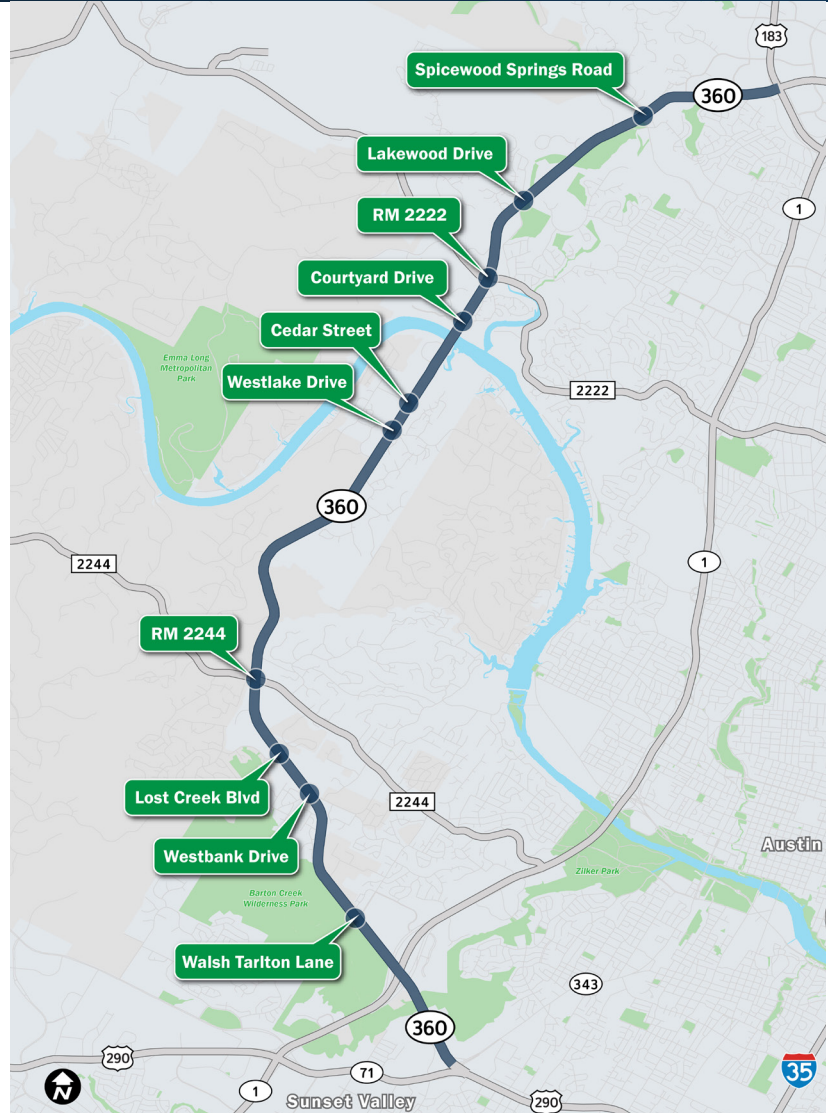 183
Spicewood Springs Road
360
Lakewood Drive
1
RM 2222
Courtyard Drive
Cedar Street
Emma Long
Metropolitan
Park
Westlake Drive
2222
360
2244
1
RM 2244
Lost Creek Blvd
2244
Westbank Drive
Austin
Zilker Park
Barton Creek
Wilderness Park
Walsh Tarlton Lane
343
360
290
71
35
N
1
Sunset Valley
290